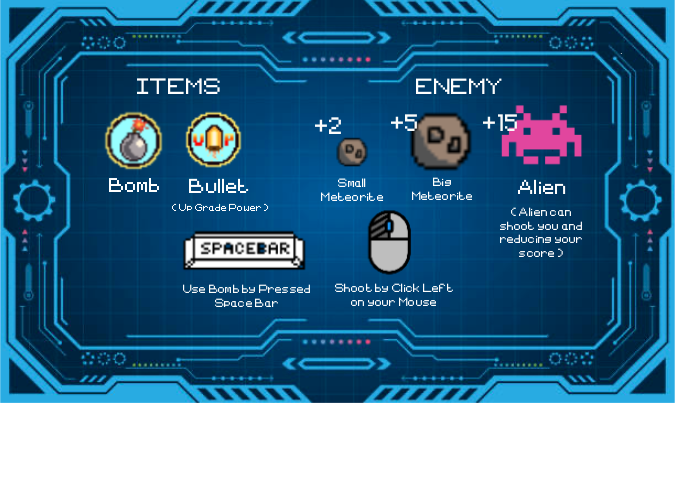 ITEMS
ENEMY
+2
+5
+15
UP
Bomb
Bullet
(Up Grade Power)
Small
Meteorite
Big
Meteorite
Alien
(Alien can
shoot you and
reducing your
score)
SPACEBAR
Use Bomb by Pressed
Space Bar
Shoot by Click Left
on your Mouse